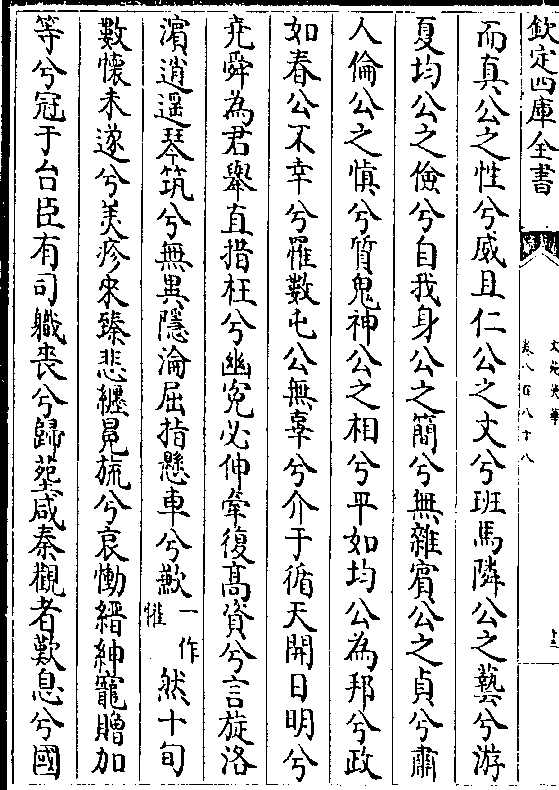 欽定四庫全書
文苑英華
卷八百八十八
而真公之性兮威且仁公之文兮班馬隣公之藝兮游
夏均公之儉兮自我身公之簡兮無雜賓公之貞兮肅
人倫公之慎兮質鬼神公之相兮平如均公為邦兮政
如春公不幸兮罹數屯公無辜兮介于循天開日明兮
堯舜為君舉直措枉兮幽寃必伸牽復髙資兮言旋洛
濵逍遥琴筑兮無異隱淪屈指懸車兮歉一作惟然十旬
數懐未遂兮美疹來臻悲纒冕旒兮哀慟縉紳寵贈加
等兮冠于台臣有司職喪兮歸塋咸秦觀者歎息兮國